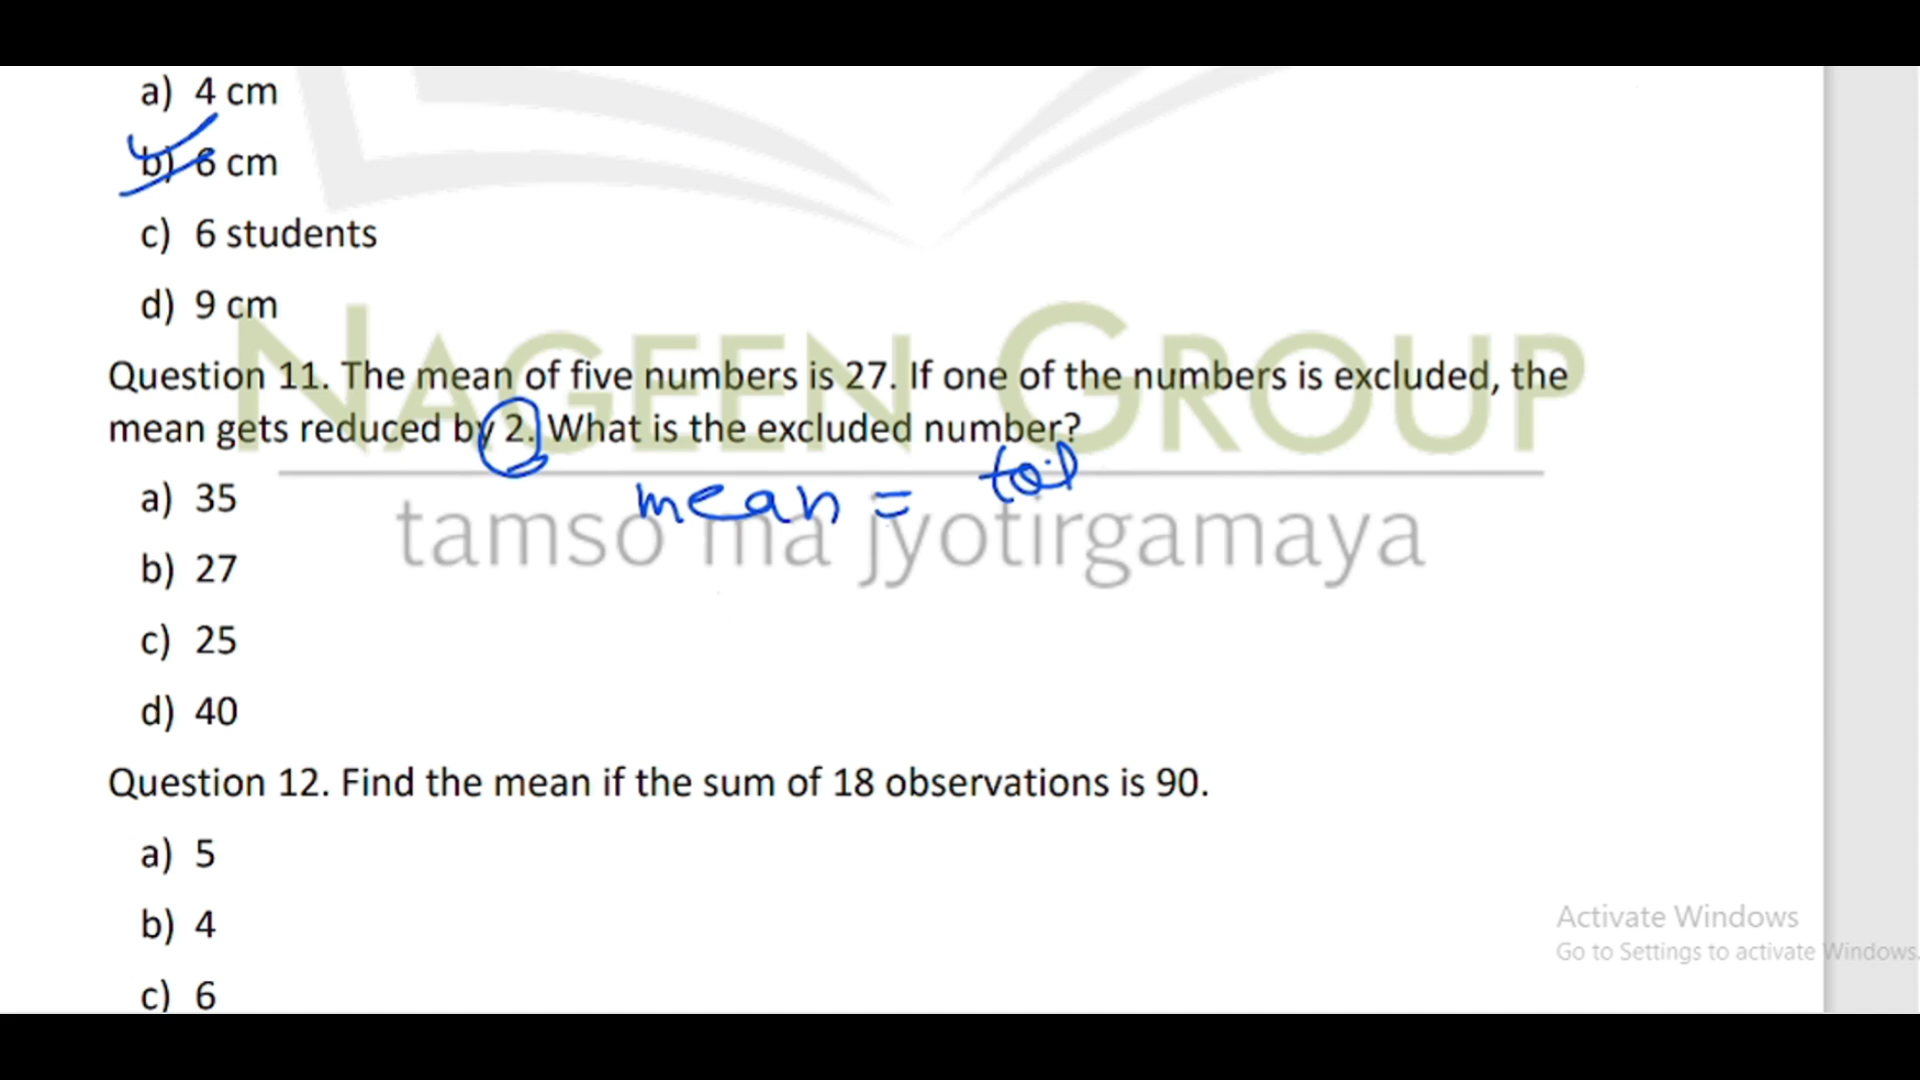 a) 4 cm
b) 6 cm
c) 6 students
d) 9 cm
NAGEEN GROUP
Question 11. The mean of five numbers is 27. If one of the numbers is excluded, the
mean gets reduced by 2. What is the excluded number?
mean =
tamso ma jyotirgamaya
a) 35
b) 27
c) 25
d) 40
Question 12. Find the mean if the sum of 18 observations is 90.
a) 5
b) 4
c) 6
Activate Windows
Go to Settings to activate Windows.